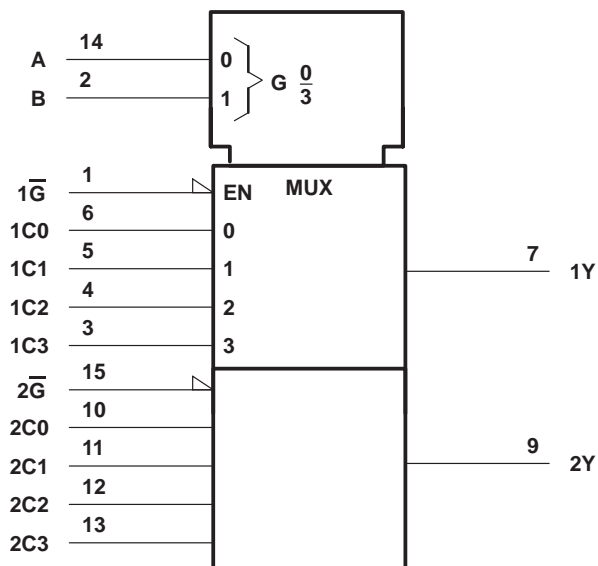 A 14 0
B 2 1
G 0/3
1G̅ 1 EN MUX
1C0 6 0
1C1 5 1
7 1Y
1C2 4 2
1C3 3 3
2G̅ 15
2C0 10
2C1 11
9 2Y
2C2 12
2C3 13